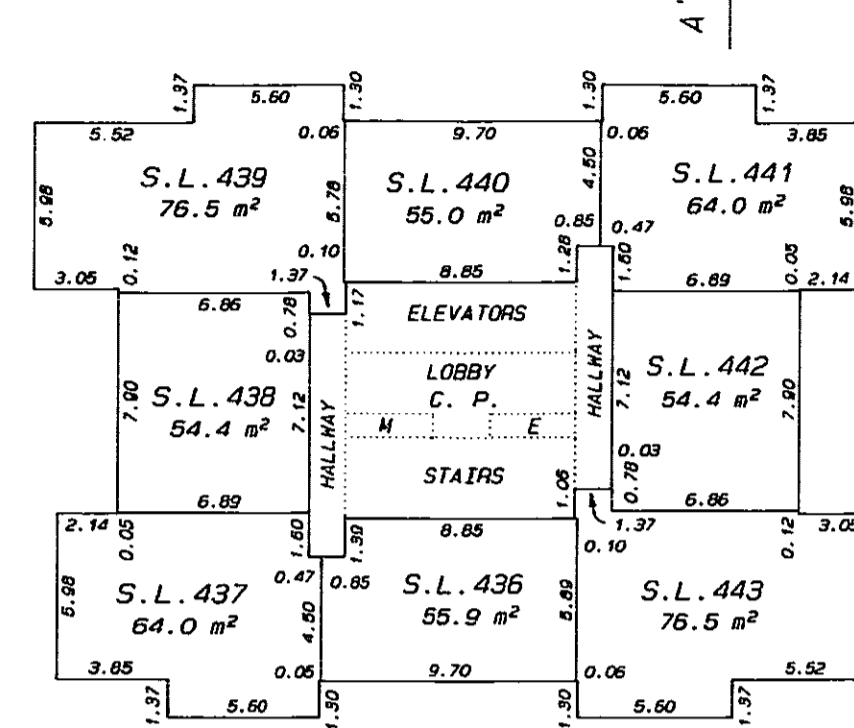 A'
1.37
5.60
1.30
1.30
5.60
1.37
5.52
0.06
9.70
0.06
3.85
5.98
S.L.439
76.5 m²
5.78
S.L.440
55.0 m²
4.50
S.L.441
64.0 m²
5.98
0.85
0.47
0.12
0.10
1.28
1.60
0.05
3.05
1.37
8.85
6.89
2.14
6.86
0.78
1.17
ELEVATORS
0.03
LOBBY
C. P.
7.90
S.L.438
54.4 m²
7.12
HALLWAY
M
E
HALLWAY
7.12
S.L.442
54.4 m²
7.90
STAIRS
0.03
0.78
6.89
1.06
6.86
2.14
0.05
1.60
1.39
8.85
1.37
0.10
0.12
3.05
5.98
S.L.437
64.0 m²
0.47
0.85
4.50
S.L.436
55.9 m²
5.89
S.L.443
76.5 m²
3.85
0.05
9.70
0.06
5.52
1.37
5.60
1.30
1.30
5.60
1.37